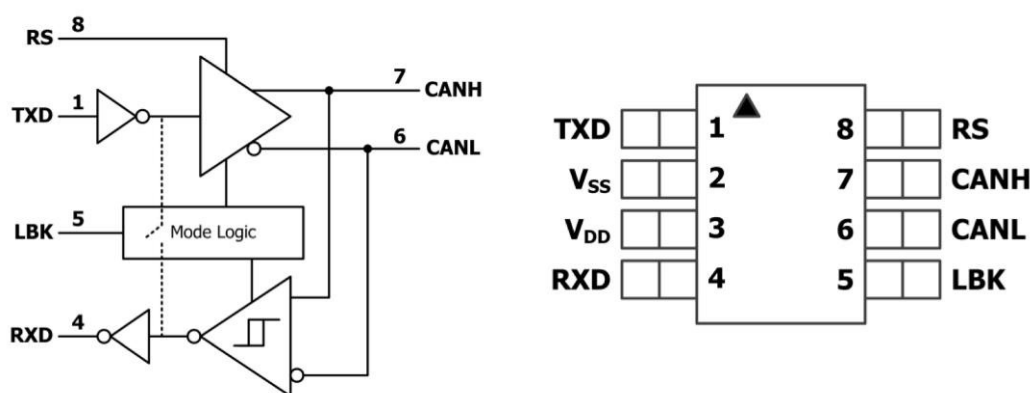 RS 8
7 CANH
TXD 1
6 CANL
LBK 5
Mode Logic
RXD 4
TXD 1 8 RS
VSS 2 7 CANH
VDD 3 6 CANL
RXD 4 5 LBK